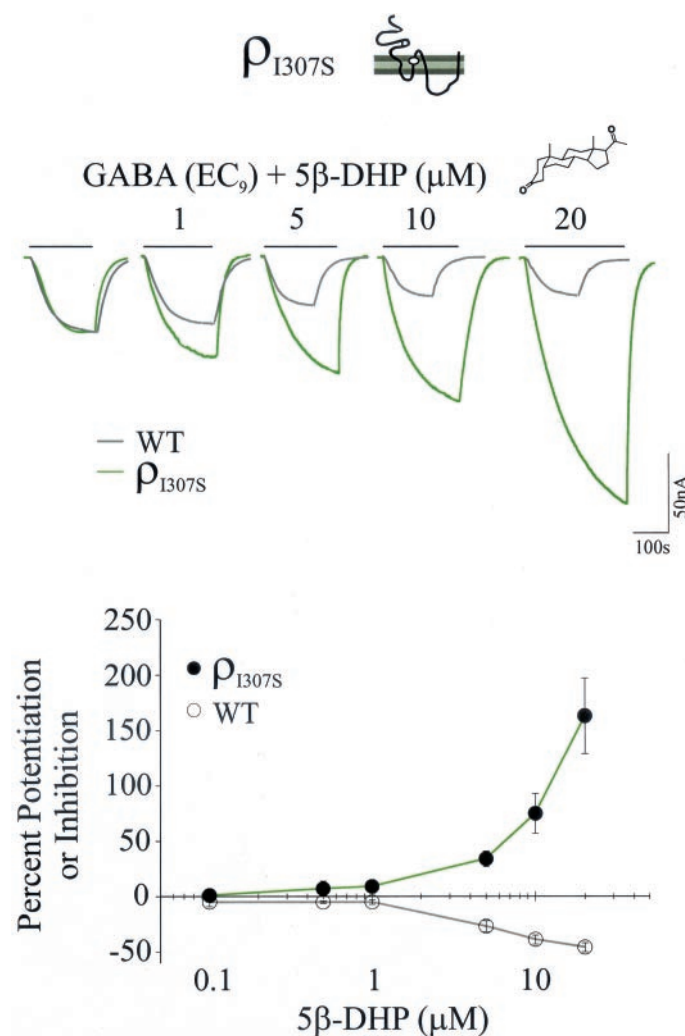 ρI307S
GABA (EC9) + 5β-DHP (μM)
O
O
1 5 10 20
WT
ρI307S
50nA
100s
250
200
150
100
50
0
-50
Percent Potentiation
or Inhibition
ρI307S
WT
0.1 1 10
5β-DHP (μM)